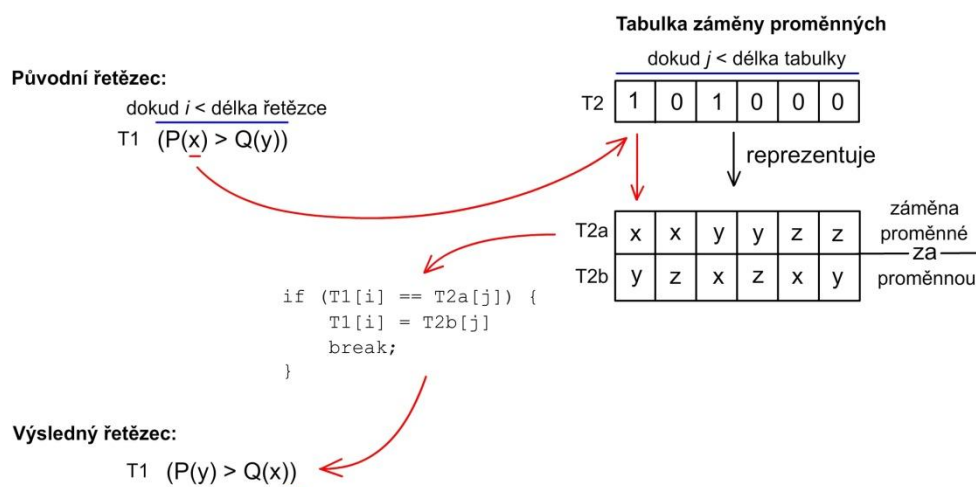 Tabulka záměny proměnných
dokud j < délka tabulky
T2 1 0 1 0 0 0
reprezentuje
Původní řetězec:
dokud i < délka řetězce
T1 (P(x) > Q(y))
T2a x x y y z z
T2b y z x z x y
záměna
proměnné
za
proměnnou
if (T1[i] == T2a[j]) {
T1[i] = T2b[j]
break;
}
Výsledný řetězec:
T1 (P(y) > Q(x))